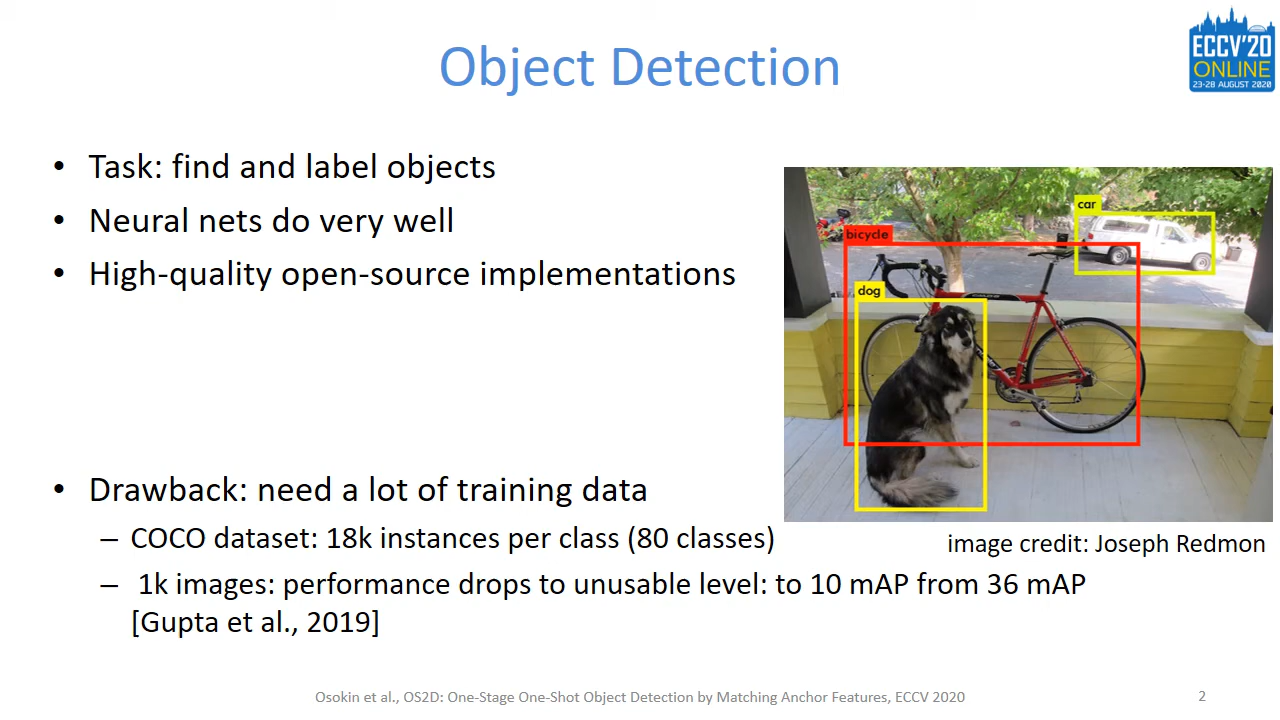 Object Detection
ECCV'20
ONLINE
23-28 AUGUST 2020
• Task: find and label objects
• Neural nets do very well
• High-quality open-source implementations
car
bicycle
dog
• Drawback: need a lot of training data
– COCO dataset: 18k instances per class (80 classes)
image credit: Joseph Redmon
– 1k images: performance drops to unusable level: to 10 mAP from 36 mAP
[Gupta et al., 2019]
Osokin et al., OS2D: One-Stage One-Shot Object Detection by Matching Anchor Features, ECCV 2020
2